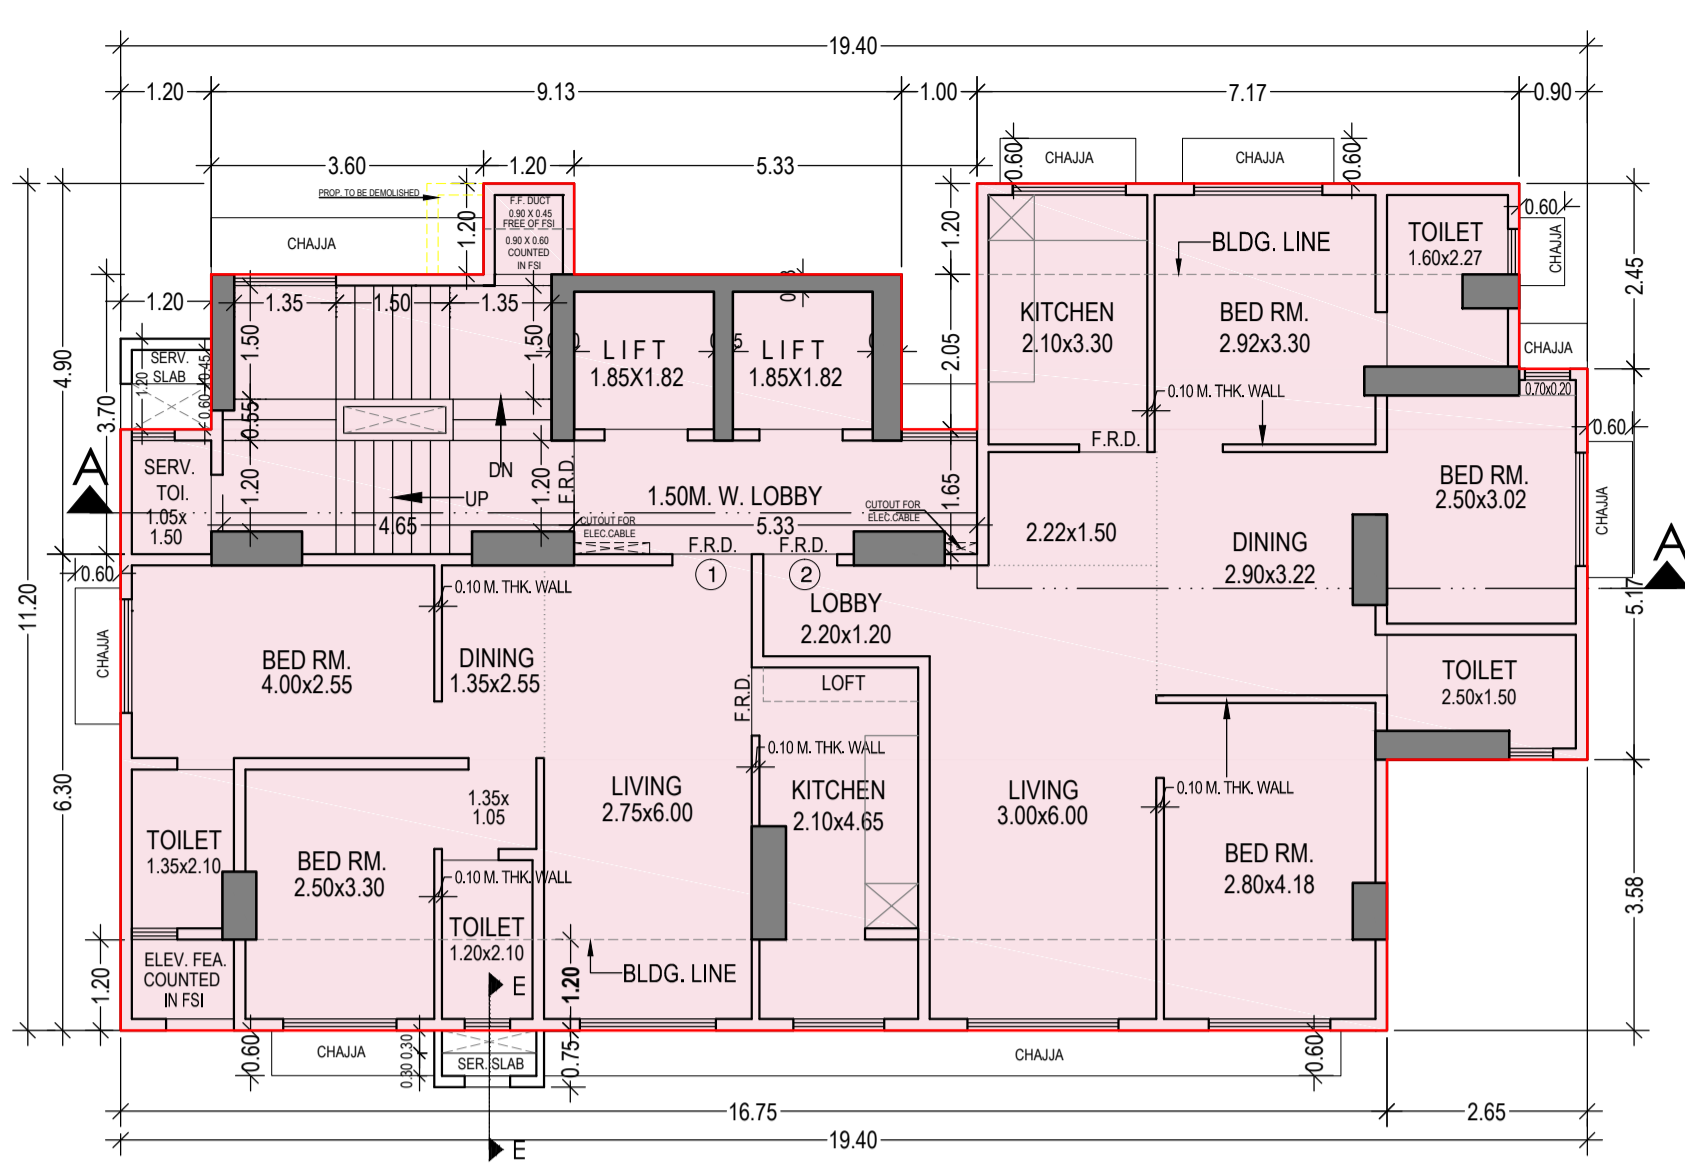 19.40
1.20
9.13
1.00
7.17
0.90
3.60
1.20
5.33
0.60
CHAJJA
CHAJJA
0.60
PROP. TO BE DEMOLISHED
F.F. DUCT
0.90 X 0.45
FREE OF FSI
0.90 X 0.60
COUNTED
IN FSI
1.20
1.20
0.60
CHAJJA
BLDG. LINE
TOILET
1.60x2.27
CHAJJA
2.45
1.20
1.35
1.50
1.35
KITCHEN
2.10x3.30
BED RM.
2.92x3.30
4.90
1.50
1.50
LIFT
1.85X1.82
LIFT
1.85X1.82
2.05
CHAJJA
SERV.
SLAB
0.45
1.20
0.60
3.70
0.55
0.10 M. THK. WALL
0.70x0.20
0.60
F.R.D.
A
SERV.
TOI.
1.05x
1.50
1.20
DN
UP
4.65
1.20
F.R.D.
1.50M. W. LOBBY
CUTOUT FOR
ELEC.CABLE
5.33
CUTOUT FOR
ELEC.CABLE
1.65
BED RM.
2.50x3.02
CHAJJA
A
2.22x1.50
DINING
2.90x3.22
F.R.D.
F.R.D.
1
2
0.60
11.20
0.10 M. THK. WALL
LOBBY
2.20x1.20
5.17
CHAJJA
BED RM.
4.00x2.55
DINING
1.35x2.55
F.R.D.
LOFT
TOILET
2.50x1.50
6.30
0.10 M. THK. WALL
LIVING
2.75x6.00
KITCHEN
2.10x4.65
LIVING
3.00x6.00
0.10 M. THK. WALL
1.35x
1.05
TOILET
1.35x2.10
BED RM.
2.50x3.30
0.10 M. THK. WALL
BED RM.
2.80x4.18
3.58
TOILET
1.20x2.10
ELEV. FEA.
COUNTED
IN FSI
1.20
E
1.20
BLDG. LINE
0.60
CHAJJA
0.30
0.30
SER. SLAB
0.75
CHAJJA
0.60
16.75
2.65
19.40
E